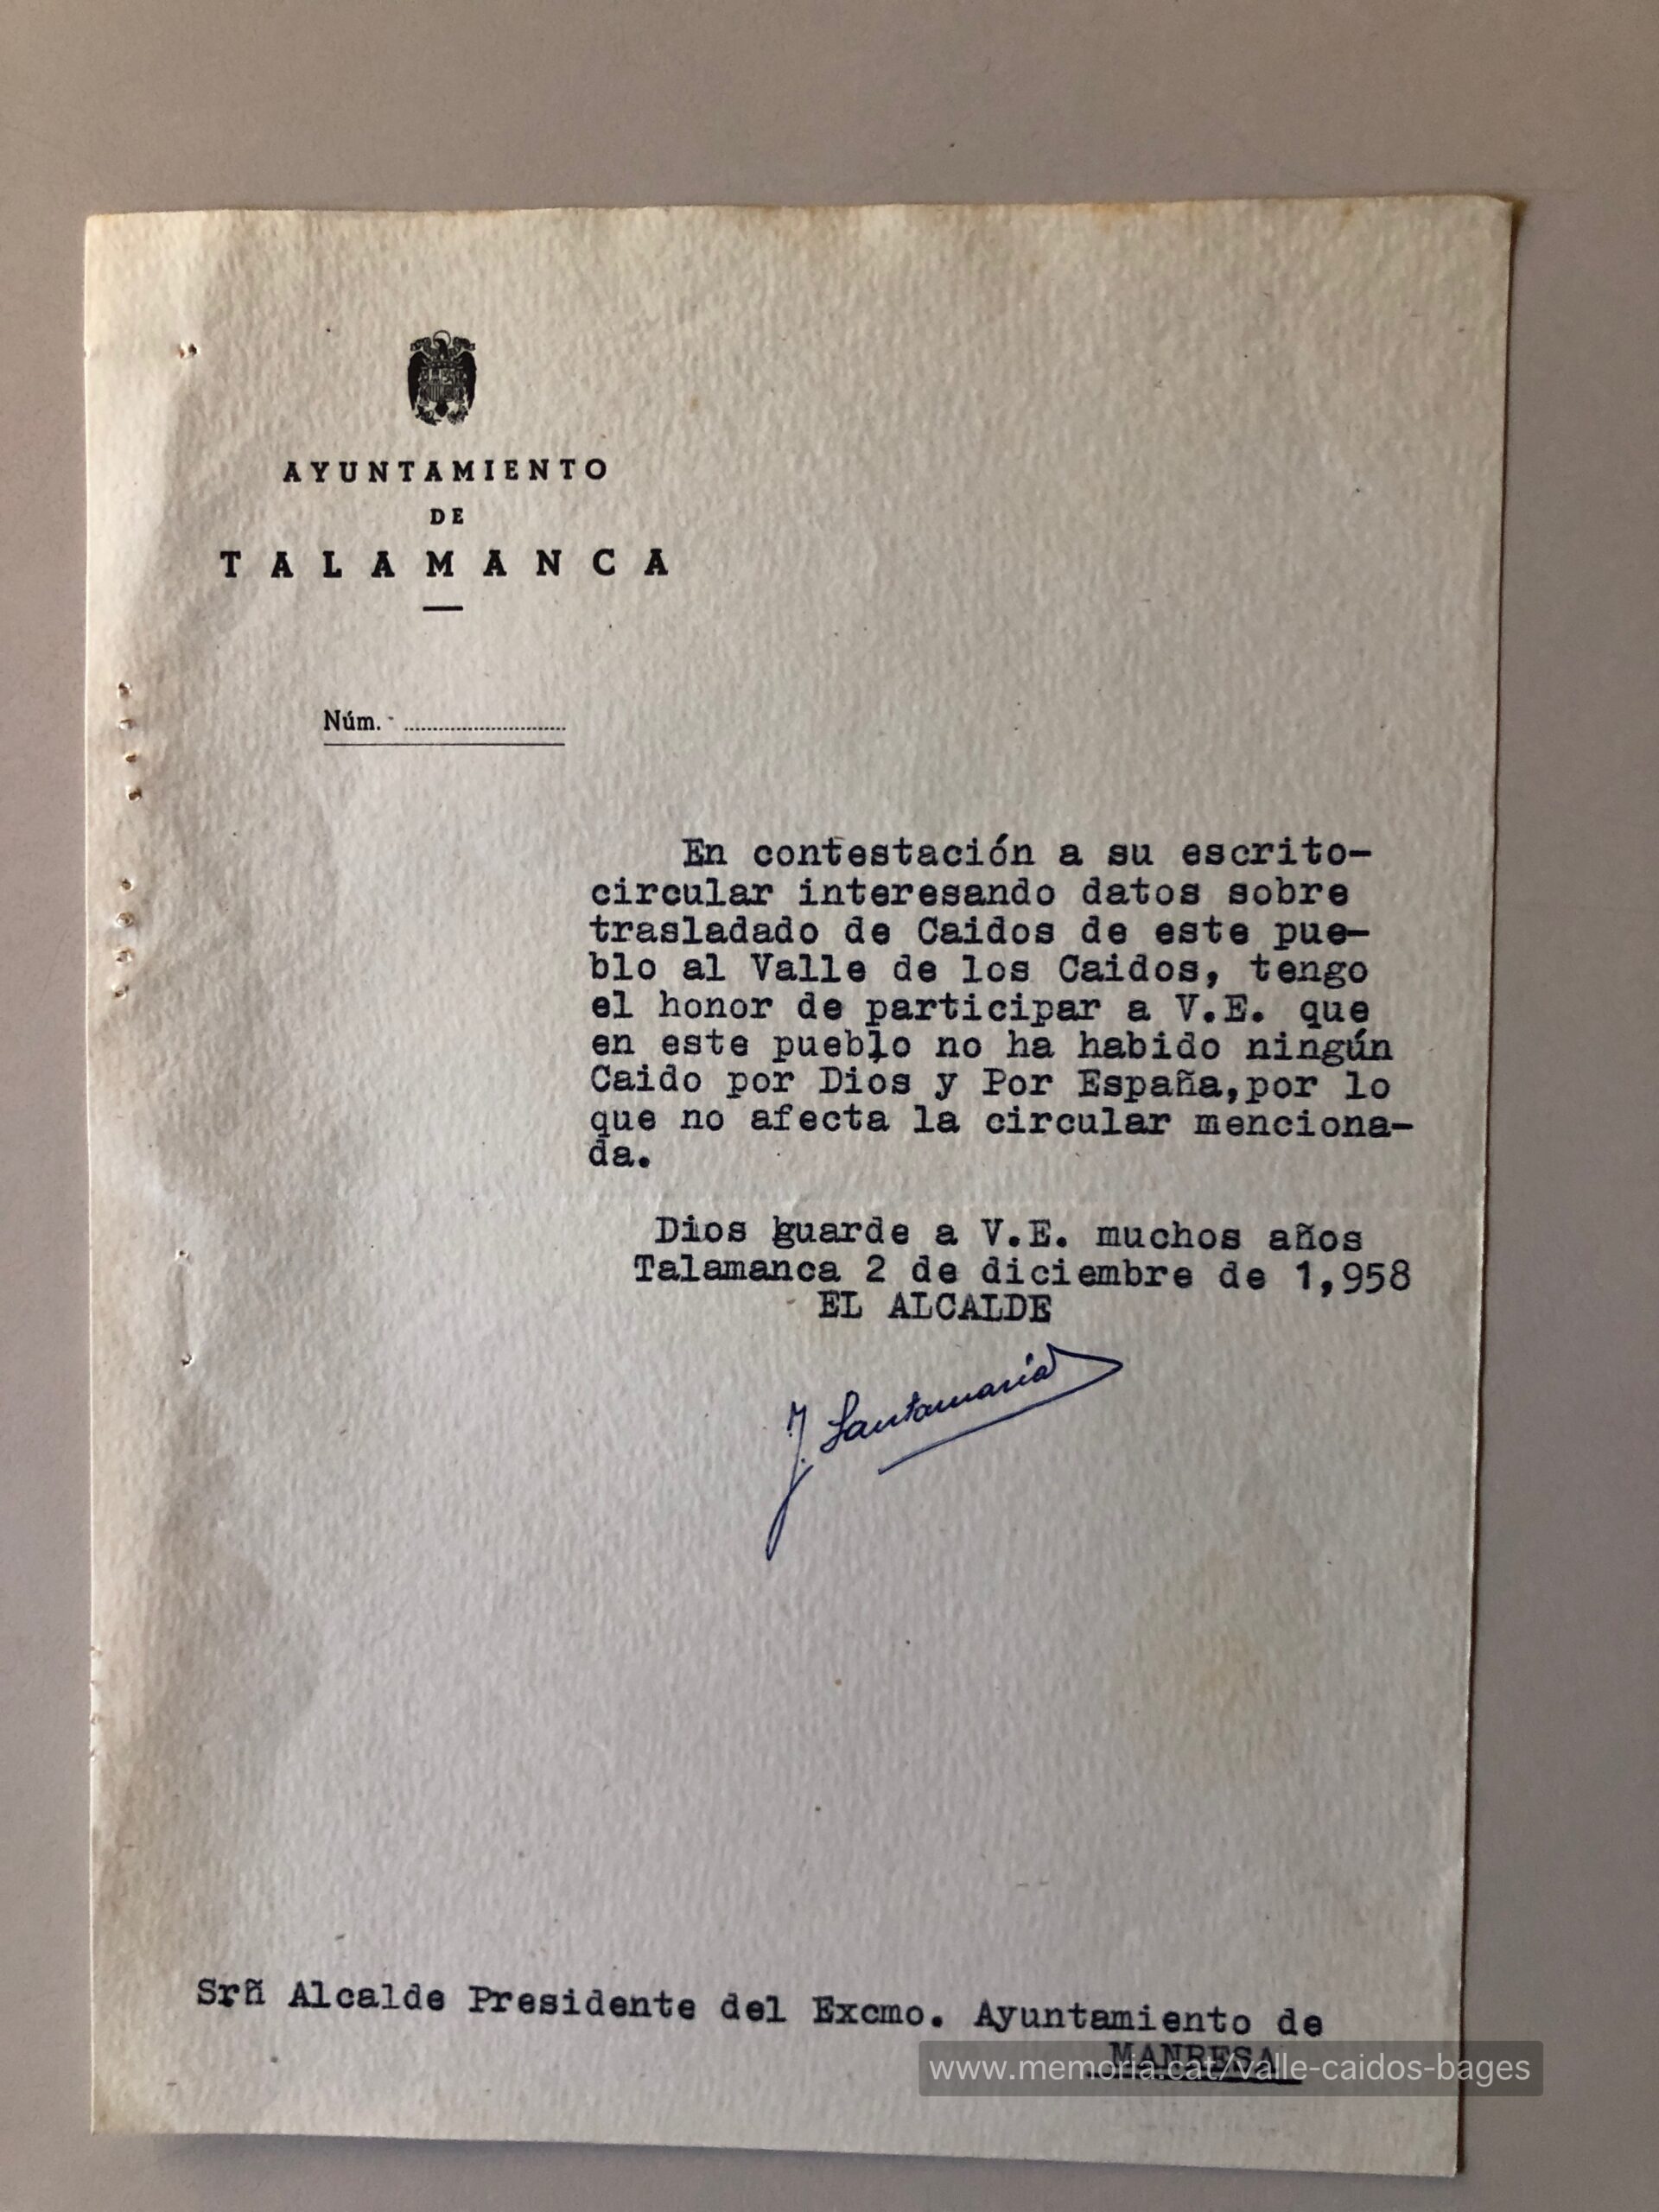 AYUNTAMIENTO
DE
TALAMANCA
Núm. ....................
En contestación a su escrito-
circular interesando datos sobre
trasladado de Caidos de este pue-
blo al Valle de los Caidos, tengo
el honor de participar a V.E. que
en este pueblo no ha habido ningún
Caido por Dios y Por España,por lo
que no afecta la circular menciona-
da.
Dios guarde a V.E. muchos años
Talamanca 2 de diciembre de 1,958
EL ALCALDE
J. Santamaria
Srñ Alcalde Presidente del Excmo. Ayuntamiento de
MANRESA
www.memoria.cat/valle-caidos-bages